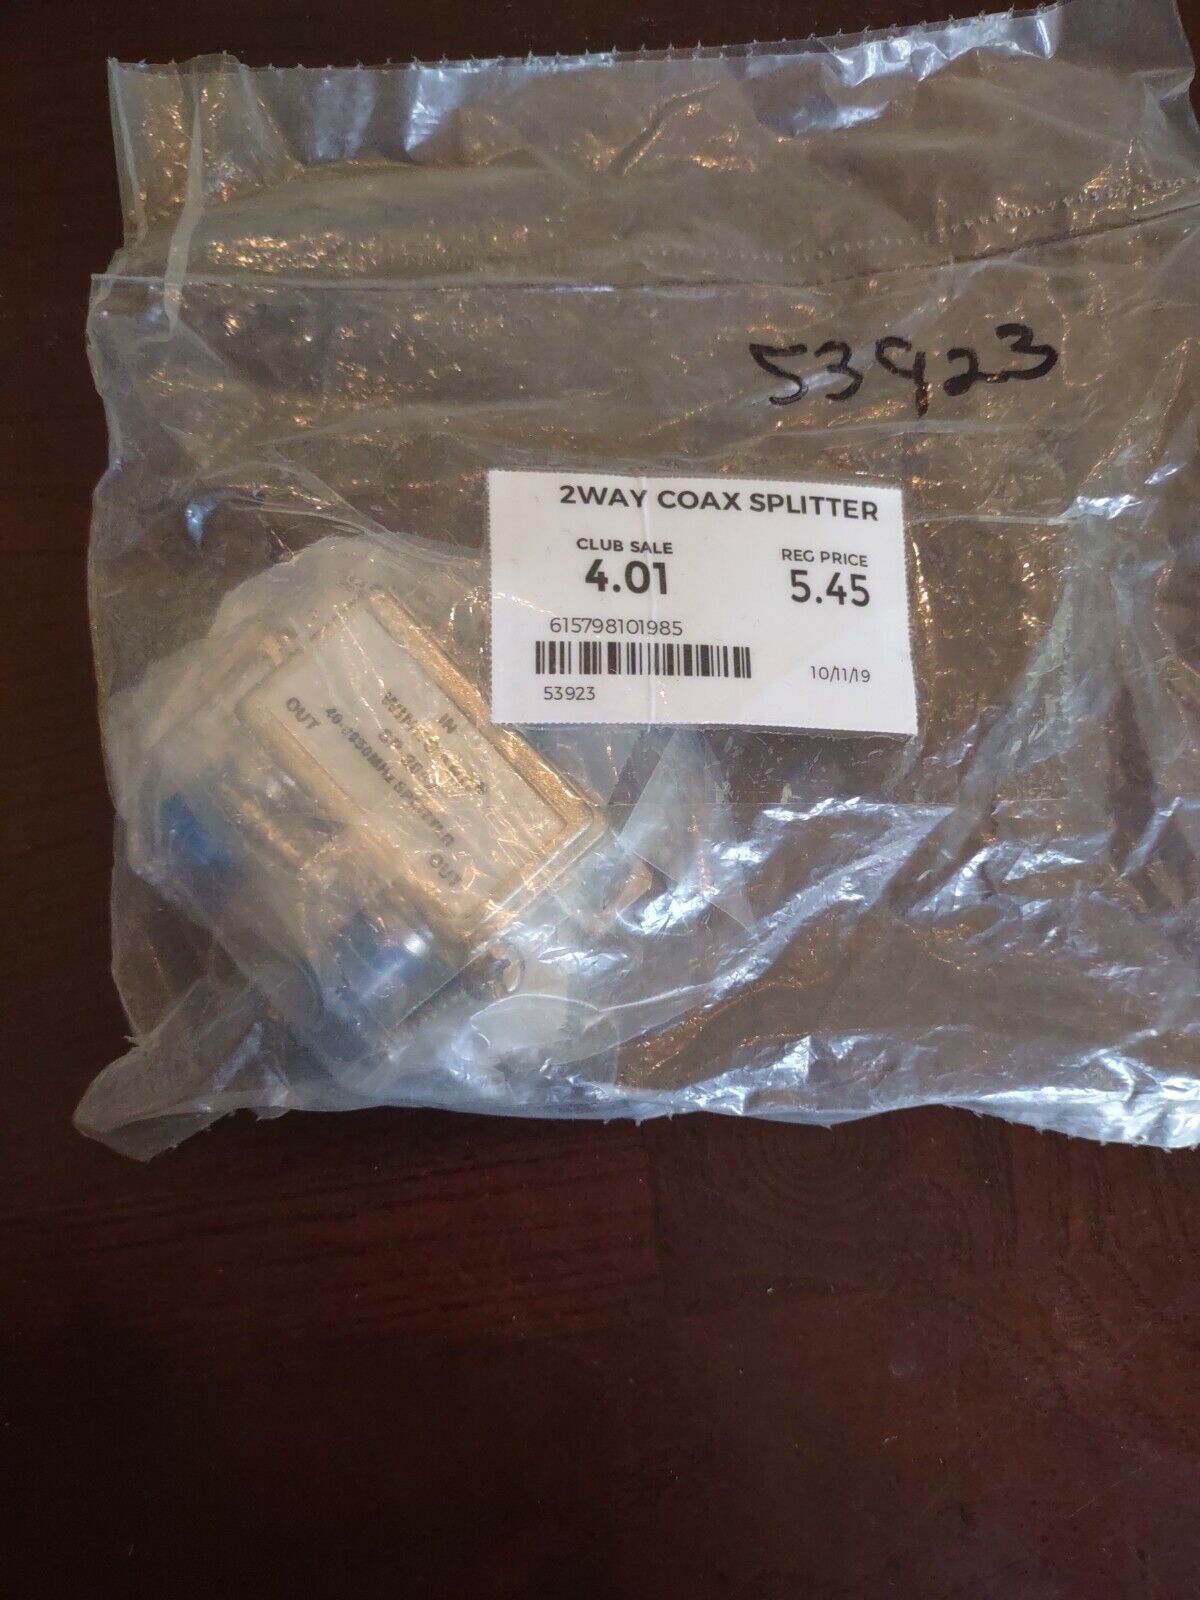 53923
2WAY COAX SPLITTER
CLUB SALE
REG PRICE
4.01
5.45
615798101985
10/11/19
53923
IN
OUT
OUT